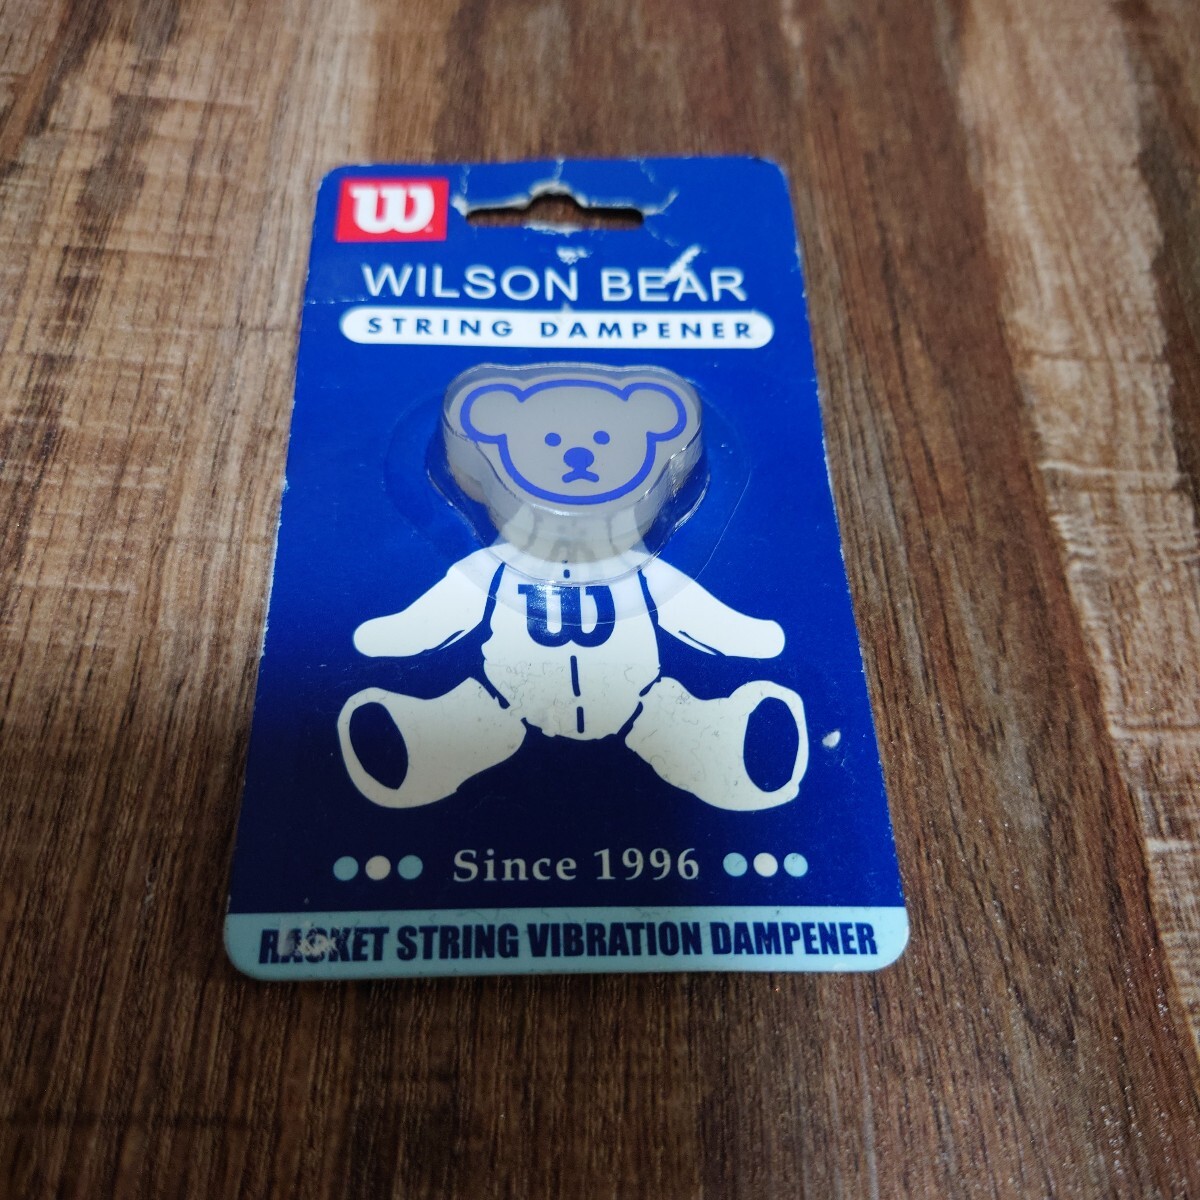 W
WILSON BEAR
STRING DAMPENER
W
Since 1996
RACKET STRING VIBRATION DAMPENER